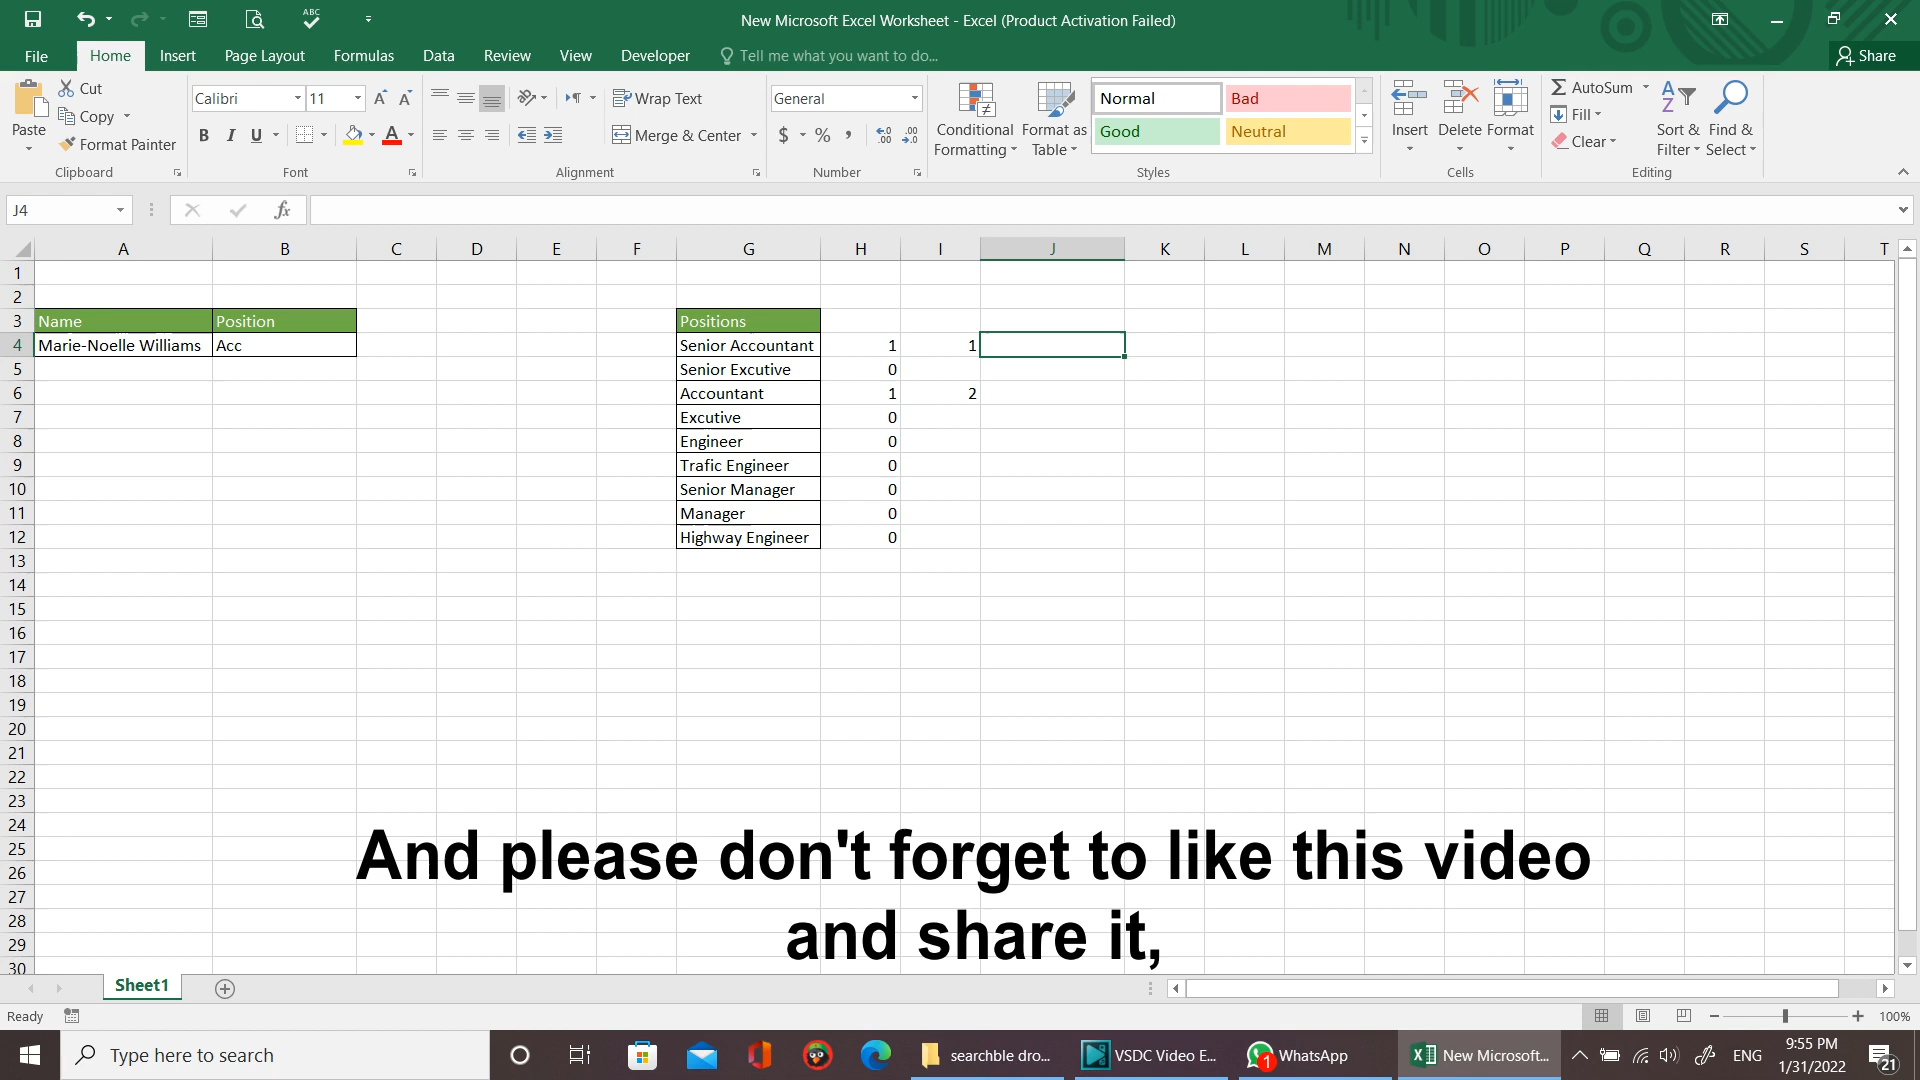 ABC
New Microsoft Excel Worksheet - Excel (Product Activation Failed)
File Home Insert Page Layout Formulas Data Review View Developer Tell me what you want to do... Share
Paste
Cut
Copy
Format Painter
Clipboard
Calibri 11
B I U
Font
Wrap Text
Merge & Center
Alignment
General
$ % ,
Number
Conditional Formatting
Format as Table
Normal Bad
Good Neutral
Styles
Insert Delete Format
Cells
AutoSum
Fill
Clear
Sort & Filter
Find & Select
Editing
J4 fx
A B C D E F G H I J K L M N O P Q R S T
1
2
3 Name Position Positions
4 Marie-Noelle Williams Acc Senior Accountant 1 1
5 Senior Excutive 0
6 Accountant 1 2
7 Excutive 0
8 Engineer 0
9 Trafic Engineer 0
10 Senior Manager 0
11 Manager 0
12 Highway Engineer 0
13
14
15
16
17
18
19
20
21
22
23
24
25
26
27
28
29
30
And please don't forget to like this video
and share it,
Sheet1
Ready 100%
Type here to search searchble dro... VSDC Video E... 1 WhatsApp New Microsoft... ENG 9:55 PM 1/31/2022 21